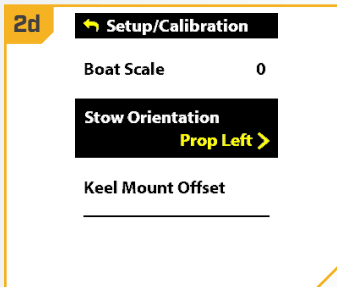 2d
Setup/Calibration
Boat Scale 0
Stow Orientation
Prop Left >
Keel Mount Offset